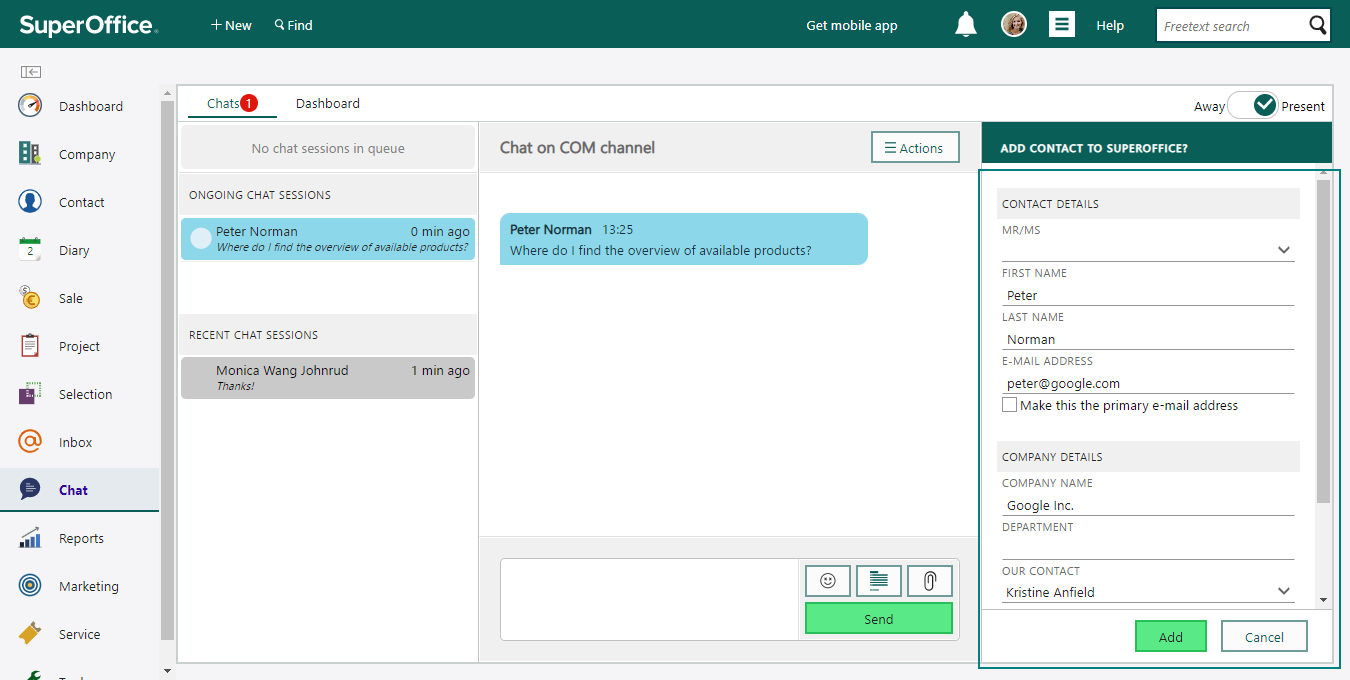 SuperOffice.
+ New
Find
Get mobile app
Help
Freetext search
Dashboard
Company
Contact
2
Diary
Sale
Project
Selection
Inbox
Chat
Reports
Marketing
Service
Chats 1
Dashboard
Away
Present
No chat sessions in queue
ONGOING CHAT SESSIONS
Peter Norman 0 min ago
Where do I find the overview of available products?
RECENT CHAT SESSIONS
Monica Wang Johnrud 1 min ago
Thanks!
Chat on COM channel
Actions
Peter Norman 13:25
Where do I find the overview of available products?
Send
ADD CONTACT TO SUPEROFFICE?
CONTACT DETAILS
MR/MS
FIRST NAME
Peter
LAST NAME
Norman
E-MAIL ADDRESS
peter@google.com
Make this the primary e-mail address
COMPANY DETAILS
COMPANY NAME
Google Inc.
DEPARTMENT
OUR CONTACT
Kristine Anfield
Add
Cancel